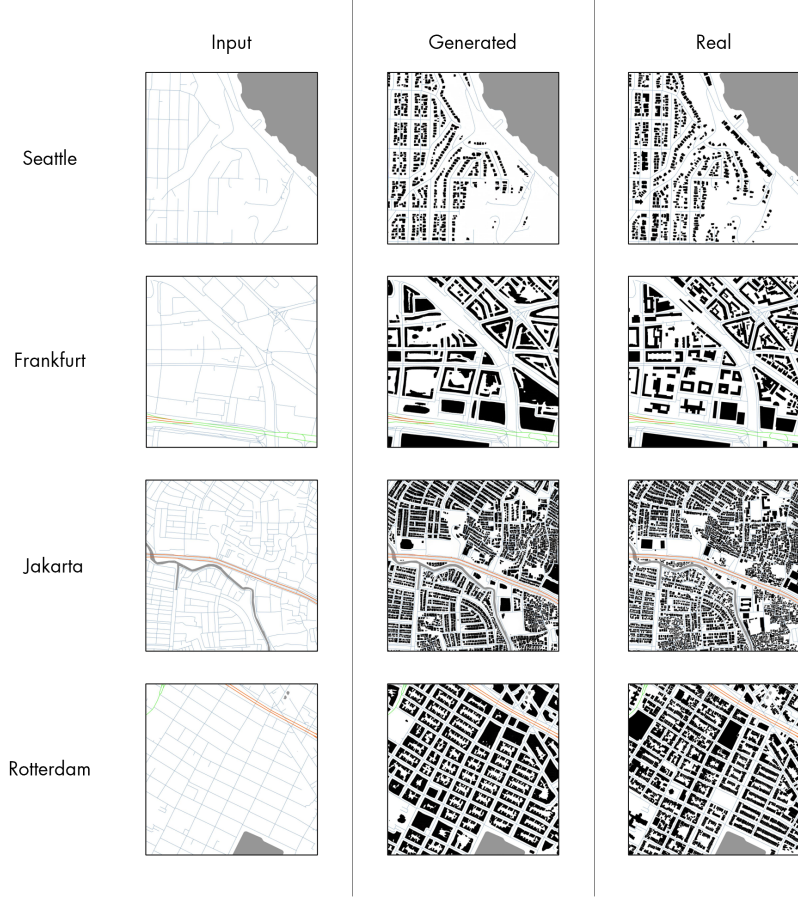 Input
Generated
Real
Seattle
Frankfurt
Jakarta
Rotterdam